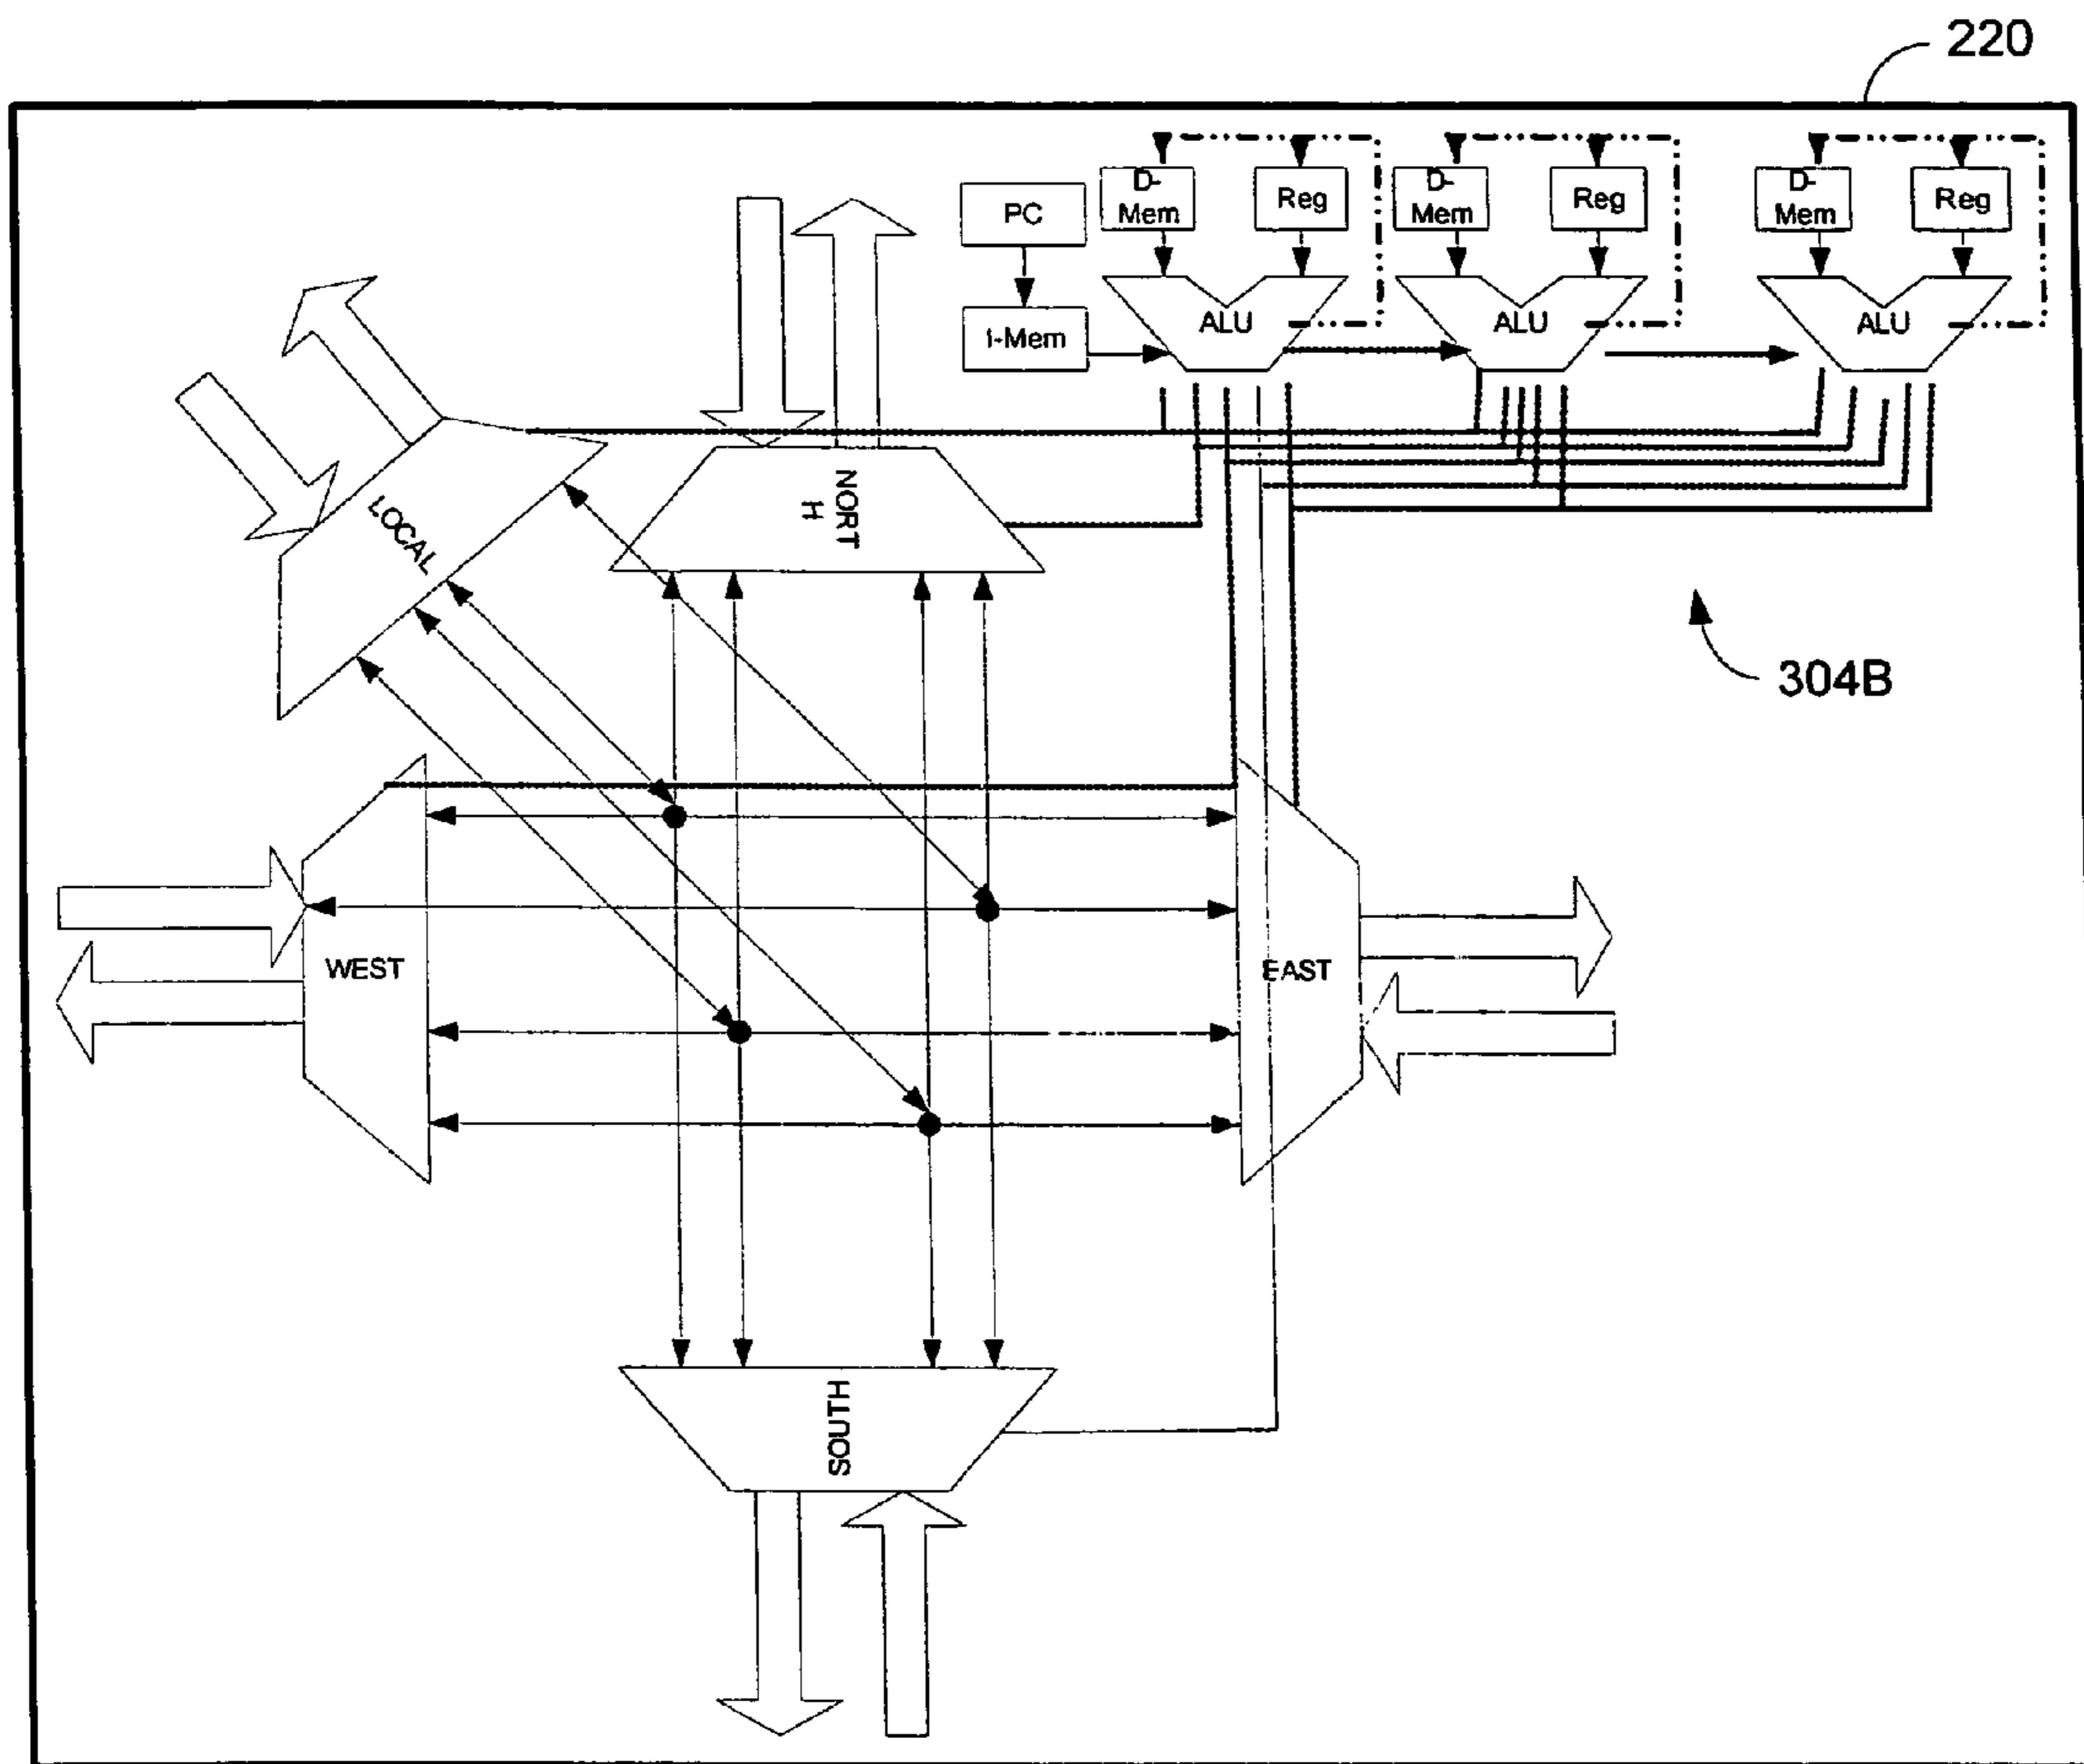 220
D-
Mem
Reg
D-
Mem
Reg
D-
Mem
Reg
PC
I-Mem
ALU
ALU
ALU
NORT
H
LOCAL
304B
WEST
EAST
SOUTH